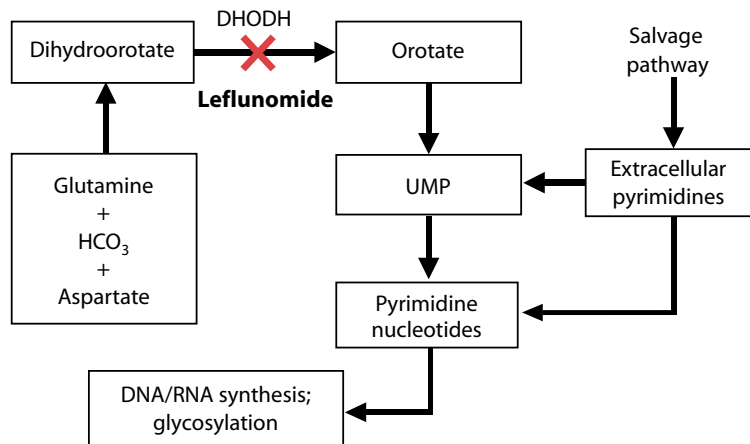 DHODH
Dihydroorotate
Orotate
Leflunomide
Salvage
pathway
Glutamine
+
HCO₃
+
Aspartate
UMP
Extracellular
pyrimidines
Pyrimidine
nucleotides
DNA/RNA synthesis;
glycosylation